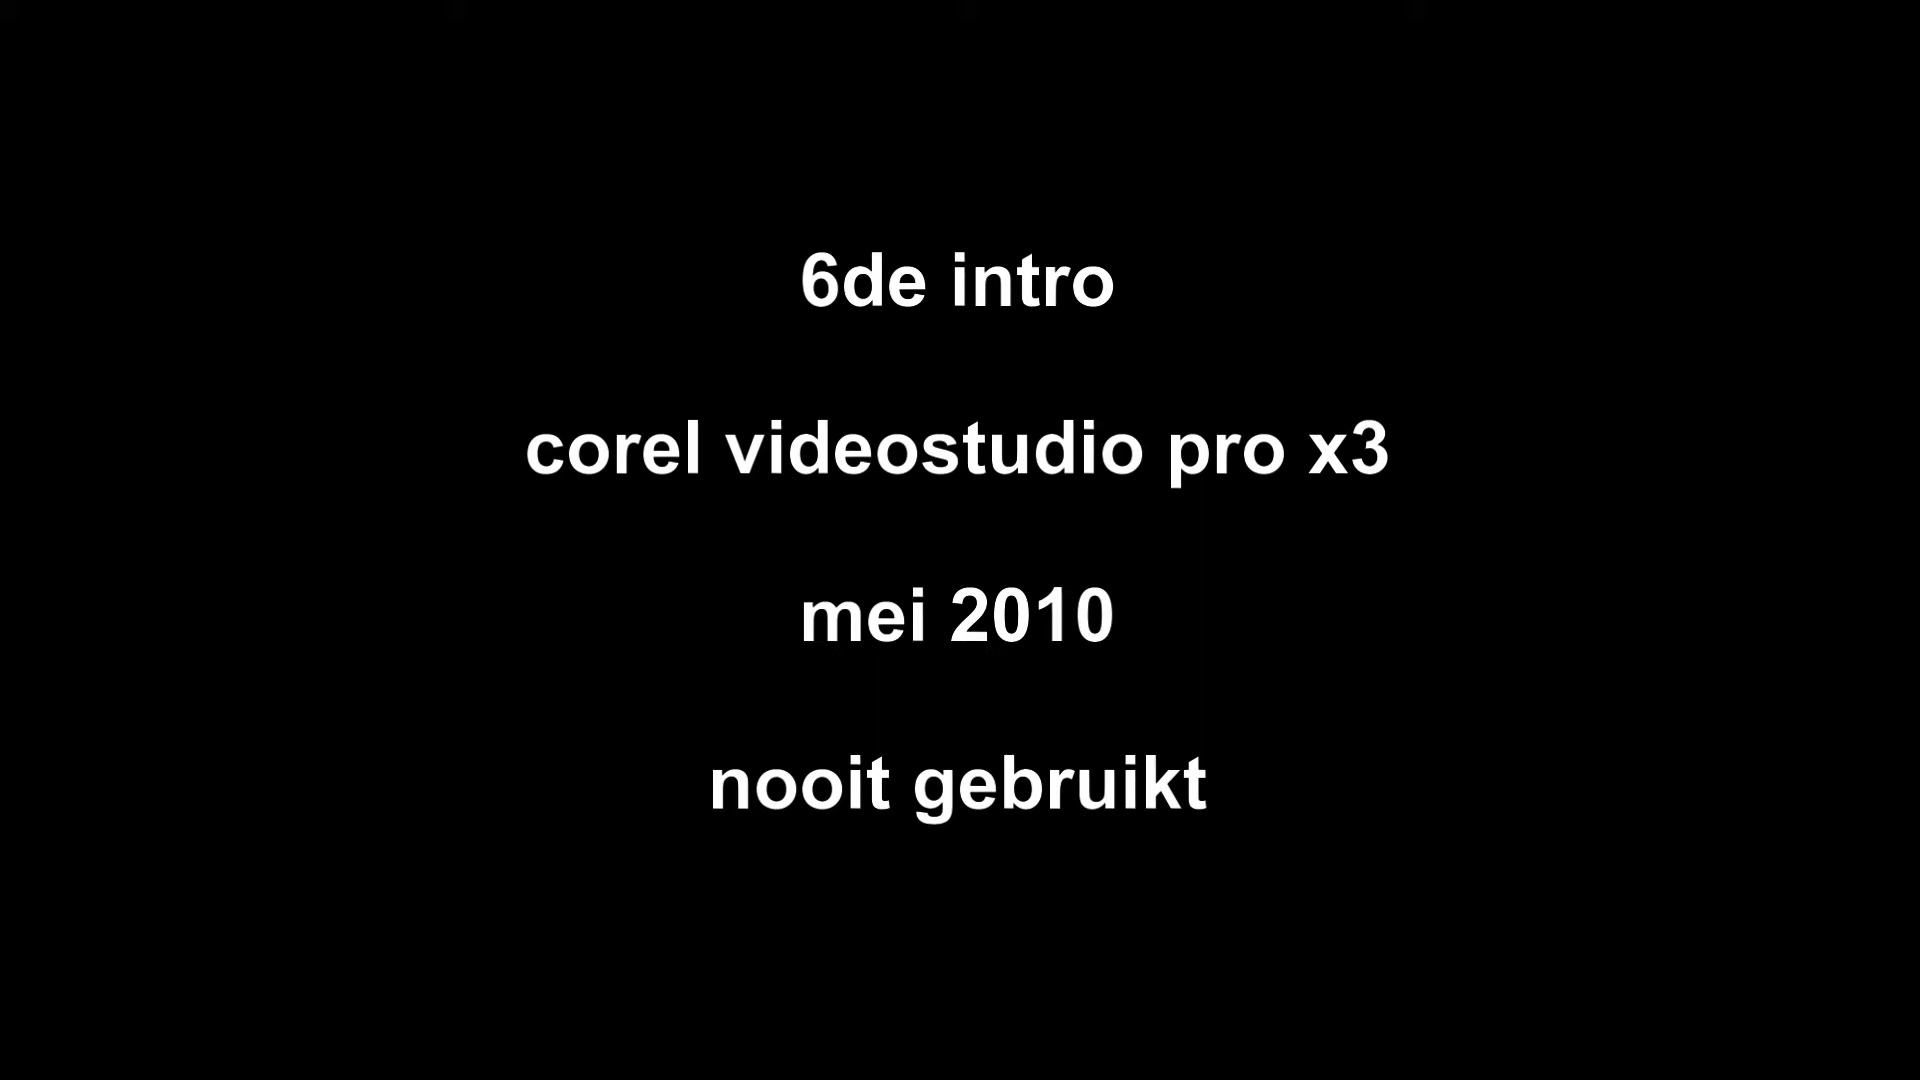 6de intro
corel videostudio pro x3
mei 2010
nooit gebruikt